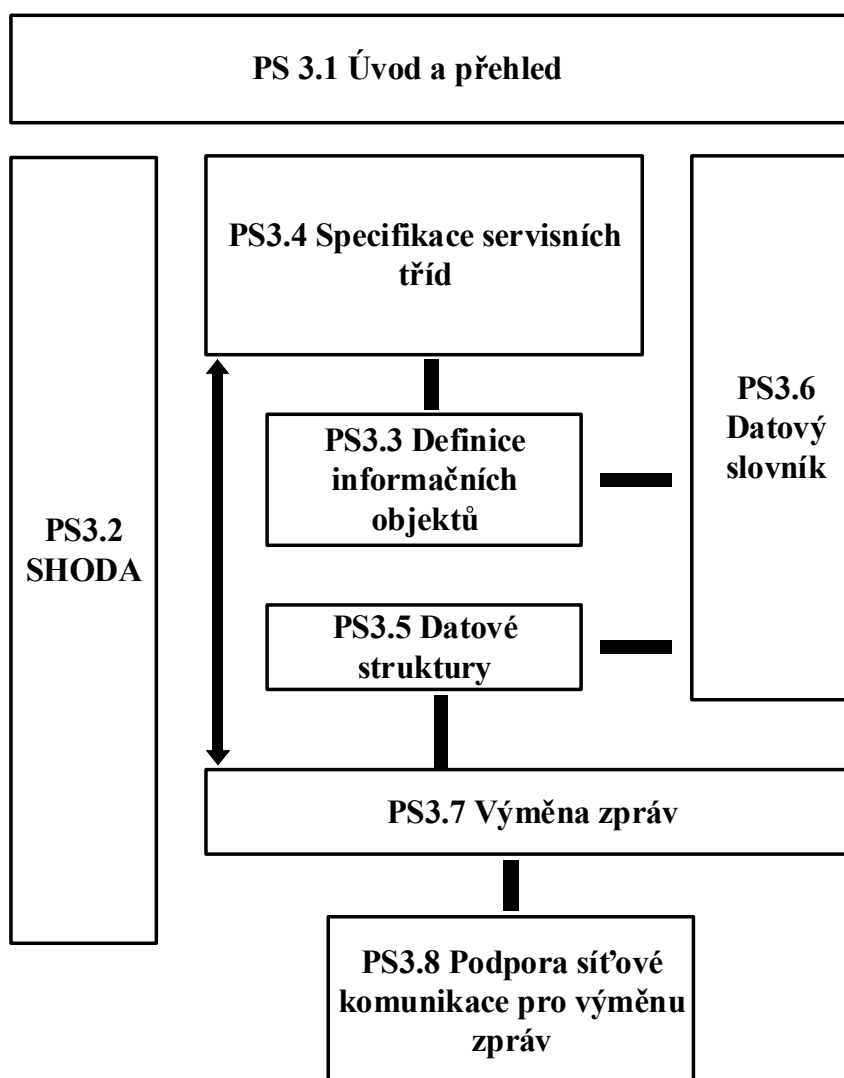 PS 3.1 Úvod a přehled
PS3.4 Specifikace servisních
tříd
PS3.6
Datový
slovník
PS3.3 Definice
informačních
objektů
PS3.2
SHODA
PS3.5 Datové
struktury
PS3.7 Výměna zpráv
PS3.8 Podpora síťové
komunikace pro výměnu
zpráv